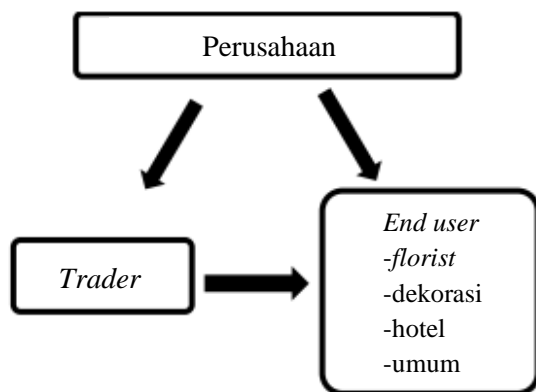 Perusahaan
Trader
End user
-florist
-dekorasi
-hotel
-umum